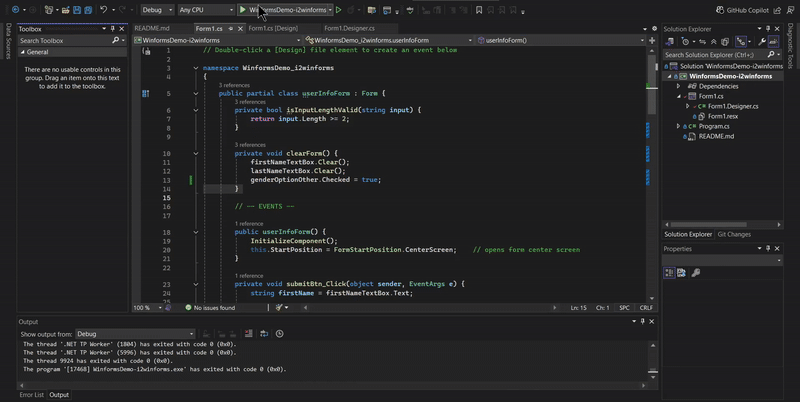 Debug
Any CPU
WinformsDemo-i2winforms
GitHub Copilot
Data Sources
Toolbox
Search Toolbox
General
There are no usable controls in this
group. Drag an item onto this text
to add it to the toolbox.
README.md
Form1.cs
Form1.cs [Design]
Form1.Designer.cs
WinformsDemo-i2winforms
WinformsDemo_i2winforms.userInfoForm
userInfoForm()
1 // Double-click a [Design] file element to create an event below
2
3 namespace WinformsDemo_i2winforms
4 {
3 references
5 public partial class userInfoForm : Form {
3 references
6 private bool isInputLengthValid(string input) {
7 return input.Length >= 2;
8 }
9
3 references
10 private void clearForm() {
11 firstNameTextBox.Clear();
12 lastNameTextBox.Clear();
13 genderOptionOther.Checked = true;
14 }
15
16 // –– EVENTS ––
17
1 reference
18 public userInfoForm() {
19 InitializeComponent();
20 this.StartPosition = FormStartPosition.CenterScreen; // opens form center screen
21 }
22
1 reference
23 private void submitBtn_Click(object sender, EventArgs e) {
24 string firstName = firstNameTextBox.Text;
100 %
No issues found
Ln: 15
Ch: 1
SPC
CRLF
Output
Show output from: Debug
The thread '.NET TP Worker' (1804) has exited with code 0 (0x0).
The thread '.NET TP Worker' (5996) has exited with code 0 (0x0).
The thread 9924 has exited with code 0 (0x0).
The program '[17468] WinformsDemo-i2winforms.exe' has exited with code 0 (0x0).
Error List
Output
Solution Explorer
Search Solution Explorer
Solution 'WinformsDemo-i2winforms
WinformsDemo-i2winforms
Dependencies
Form1.cs
Form1.Designer.cs
Form1.resx
Program.cs
README.md
Solution Explorer
Git Changes
Properties
Diagnostic Tools